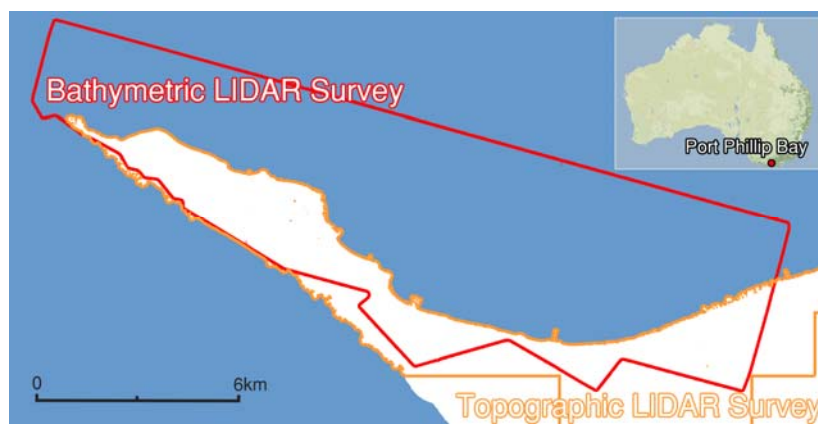 Bathymetric LIDAR Survey
Port Phillip Bay
0
6km
Topographic LIDAR Survey